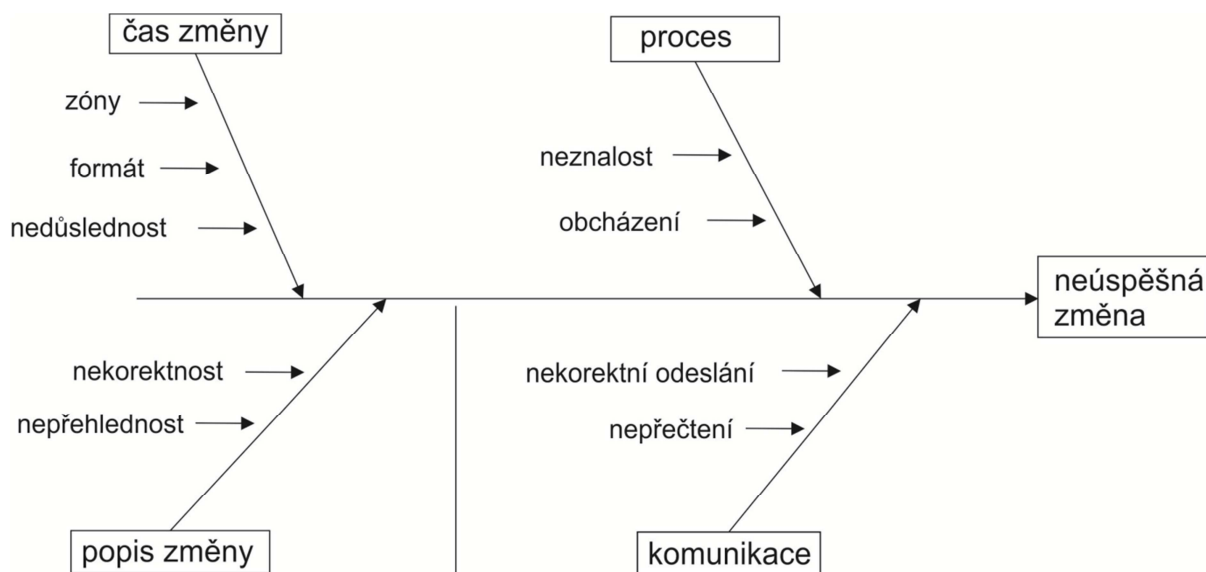 čas změny
proces
zóny
formát
nedůslednost
neznalost
obcházení
neúspěšná
změna
nekorektnost
nepřehlednost
nekorektní odeslání
nepřečtení
popis změny
komunikace